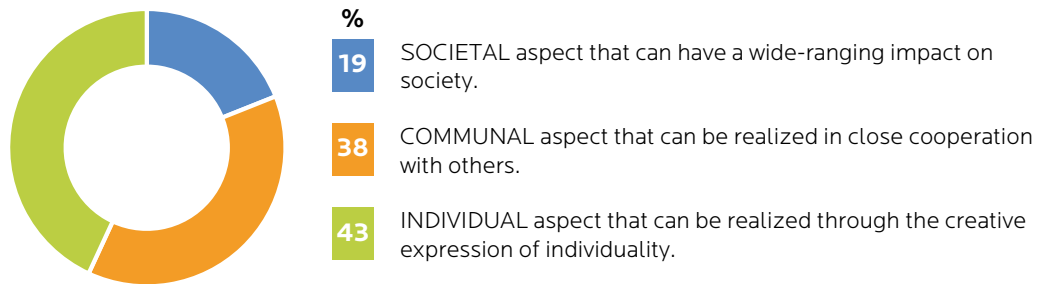 %
19
SOCIETAL aspect that can have a wide-ranging impact on
society.
38
COMMUNAL aspect that can be realized in close cooperation
with others.
43
INDIVIDUAL aspect that can be realized through the creative
expression of individuality.